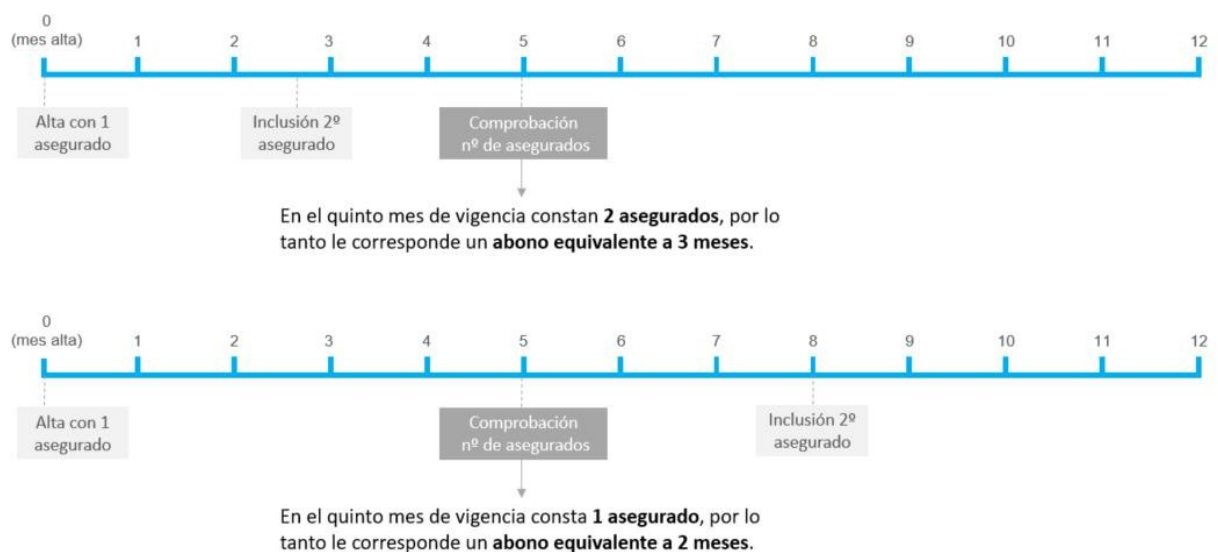 0
(mes alta) 1 2 3 4 5 6 7 8 9 10 11 12
Alta con 1
asegurado
Inclusión 2º
asegurado
Comprobación
nº de asegurados
En el quinto mes de vigencia constan 2 asegurados, por lo
tanto le corresponde un abono equivalente a 3 meses.
0
(mes alta) 1 2 3 4 5 6 7 8 9 10 11 12
Alta con 1
asegurado
Comprobación
nº de asegurados
Inclusión 2º
asegurado
En el quinto mes de vigencia consta 1 asegurado, por lo
tanto le corresponde un abono equivalente a 2 meses.